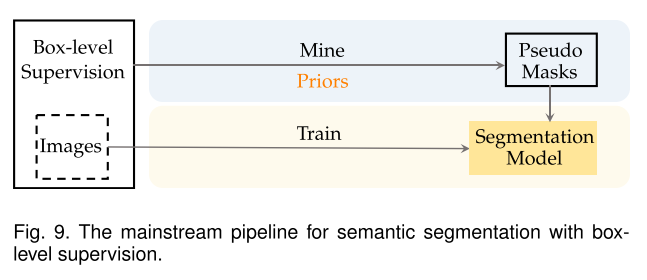 Box-level
Supervision
Mine
Priors
Pseudo
Masks
Images
Train
Segmentation
Model
Fig. 9. The mainstream pipeline for semantic segmentation with box-
level supervision.